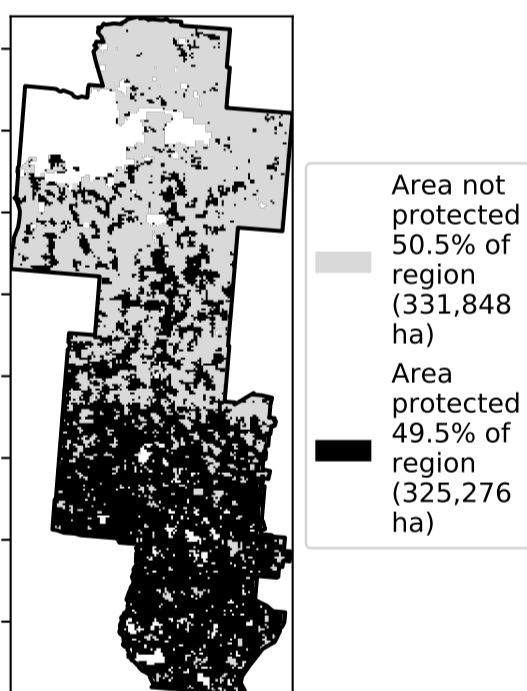 Area not
protected
50.5% of
region
(331,848
ha)
Area
protected
49.5% of
region
(325,276
ha)